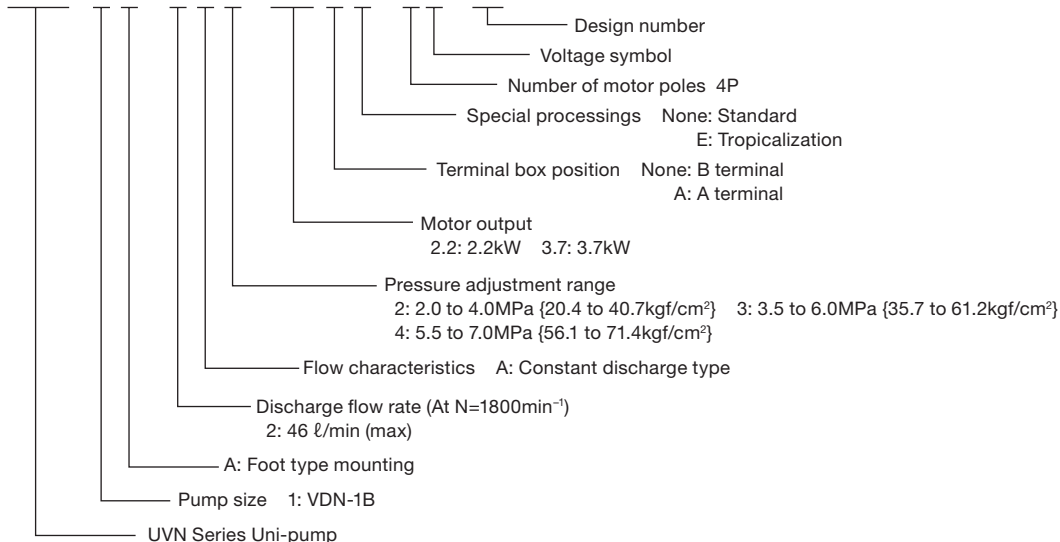 Design number
Voltage symbol
Number of motor poles 4P
Special processings None: Standard
E: Tropicalization
Terminal box position None: B terminal
A: A terminal
Motor output
2.2: 2.2kW 3.7: 3.7kW
Pressure adjustment range
2: 2.0 to 4.0MPa {20.4 to 40.7kgf/cm²} 3: 3.5 to 6.0MPa {35.7 to 61.2kgf/cm²}
4: 5.5 to 7.0MPa {56.1 to 71.4kgf/cm²}
Flow characteristics A: Constant discharge type
Discharge flow rate (At N=1800min⁻¹)
2: 46 ℓ/min (max)
A: Foot type mounting
Pump size 1: VDN-1B
UVN Series Uni-pump